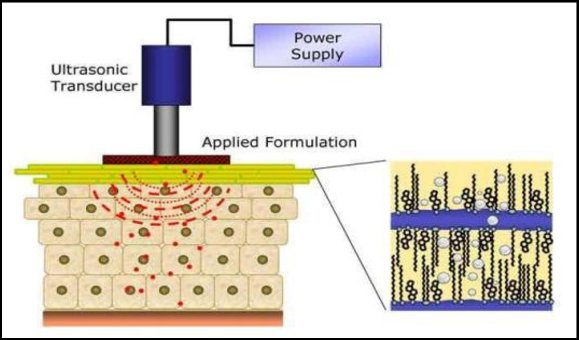 Power
Supply
Ultrasonic
Transducer
Applied Formulation